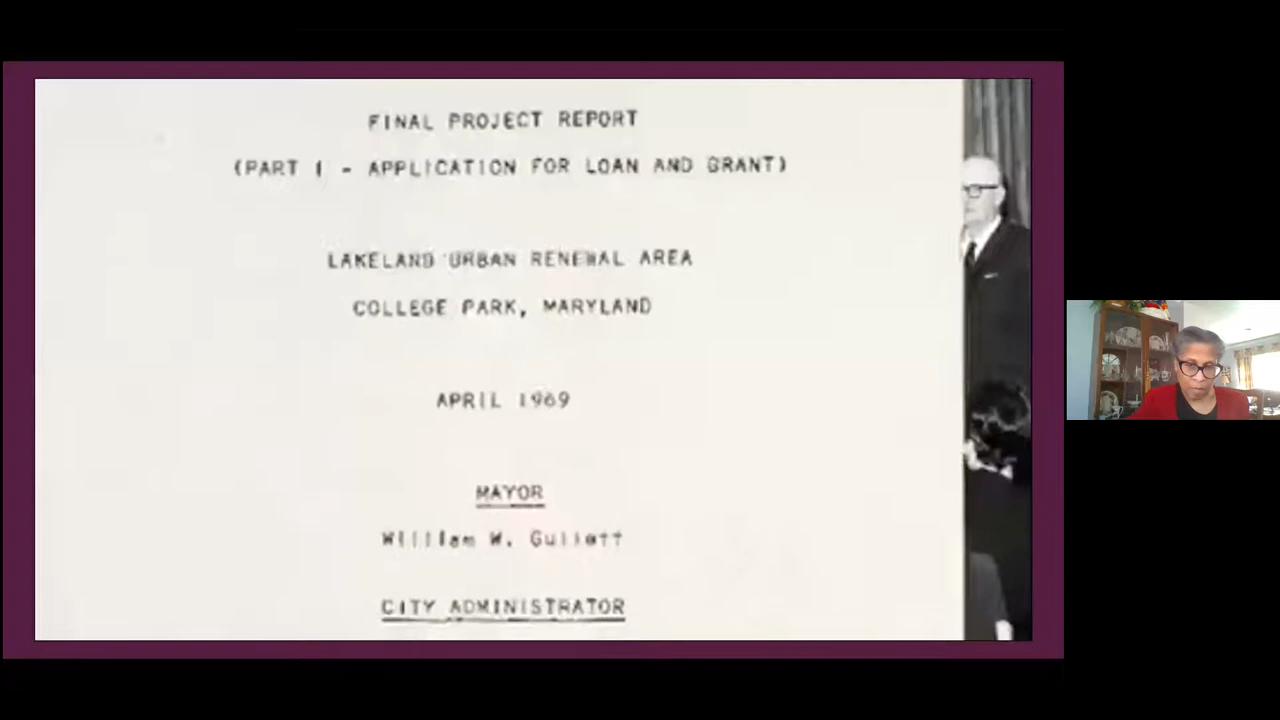 FINAL PROJECT REPORT
(PART I - APPLICATION FOR LOAN AND GRANT)
LAKELAND URBAN RENEWAL AREA
COLLEGE PARK, MARYLAND
APRIL 1969
MAYOR
William W. Gullett
CITY ADMINISTRATOR